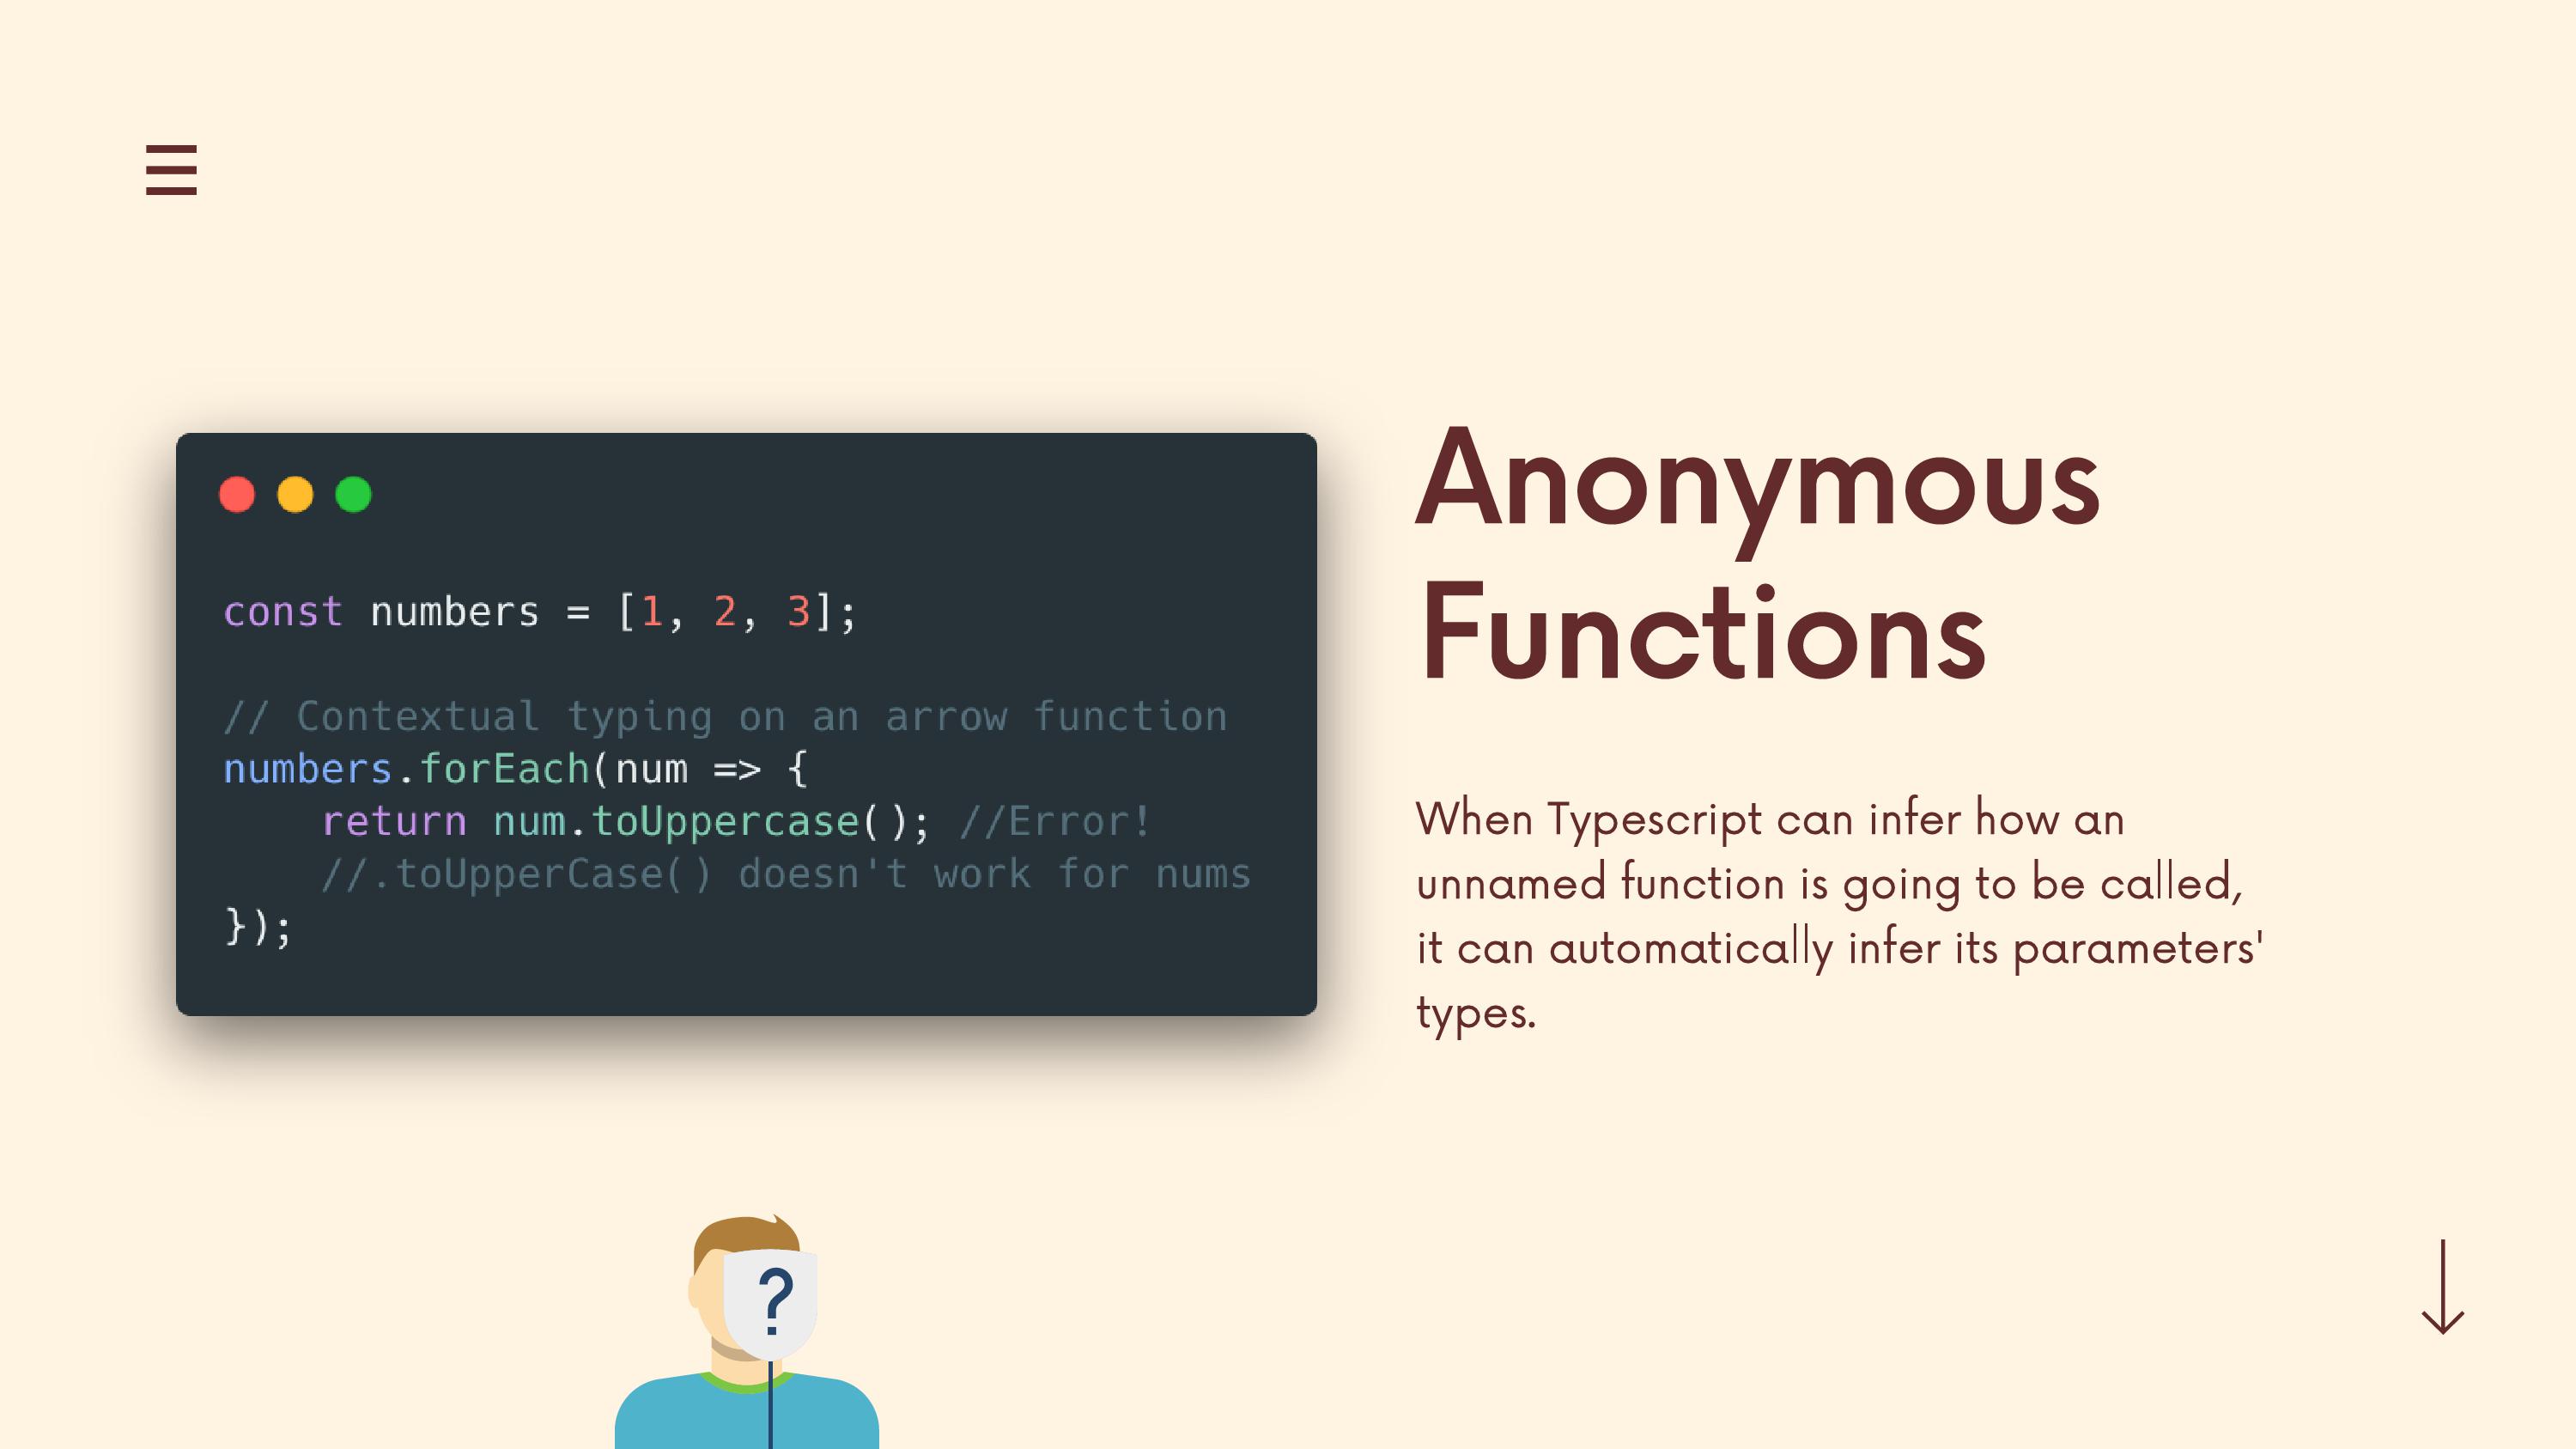 const numbers = [1, 2, 3];
// Contextual typing on an arrow function
numbers.forEach(num => {
    return num.toUppercase(); //Error!
    //.toUpperCase() doesn't work for nums
});
Anonymous
Functions
When Typescript can infer how an
unnamed function is going to be called,
it can automatically infer its parameters'
types.
?